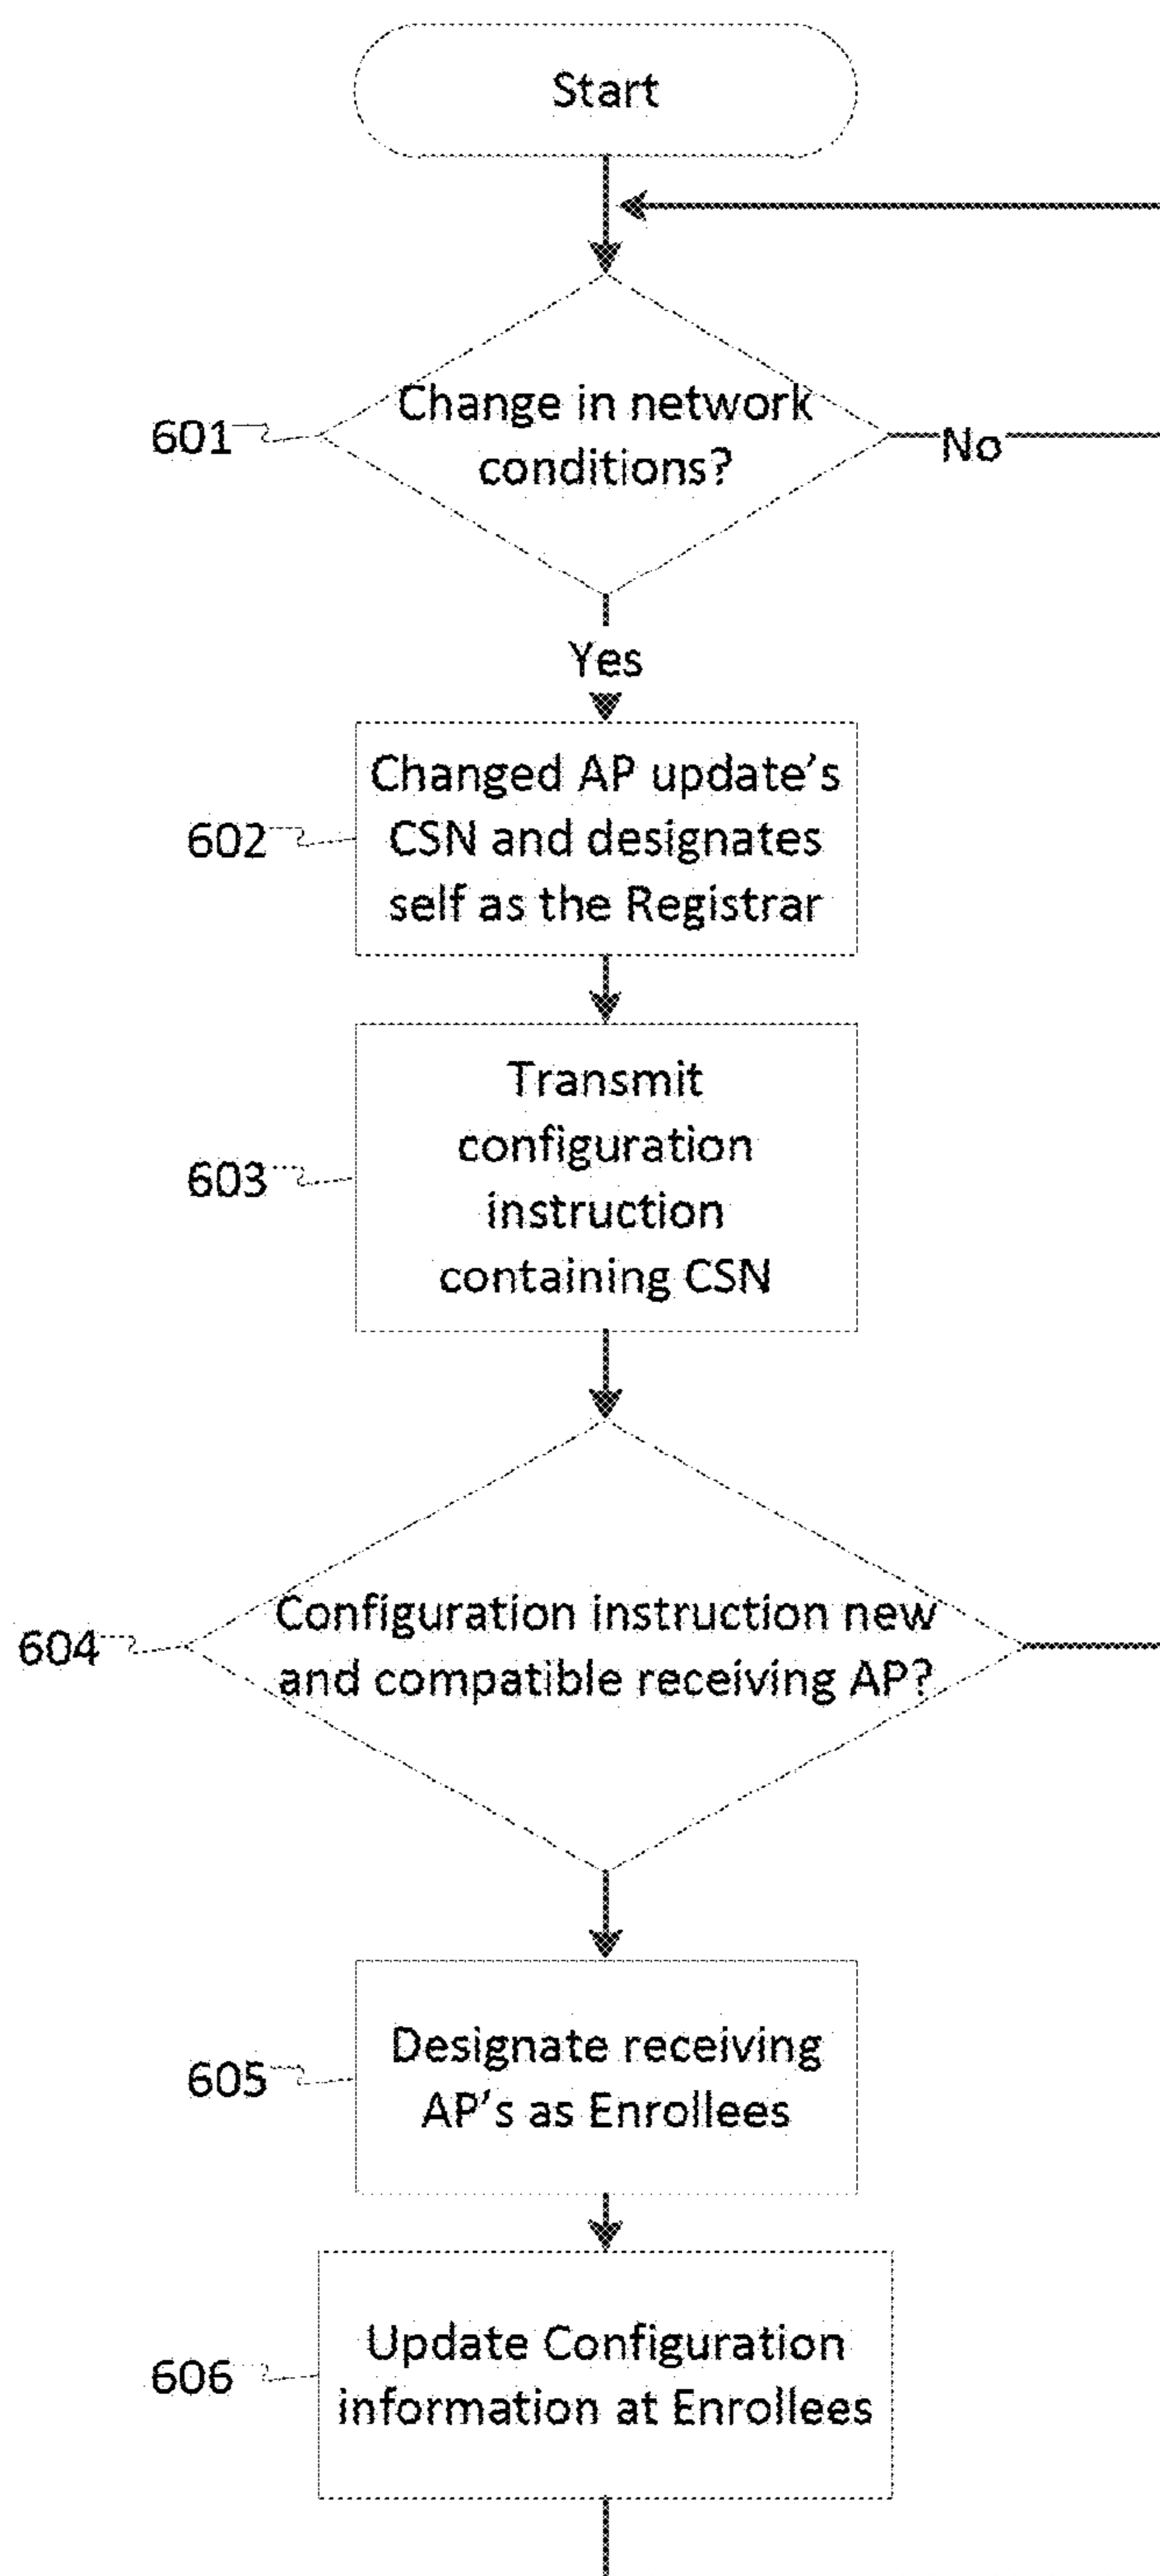 Start
Change in network
conditions?
601
No
Yes
Changed AP update's
CSN and designates
self as the Registrar
602
Transmit
configuration
instruction
containing CSN
603
Configuration instruction new
and compatible receiving AP?
604
Designate receiving
AP's as Enrollees
605
Update Configuration
information at Enrollees
606